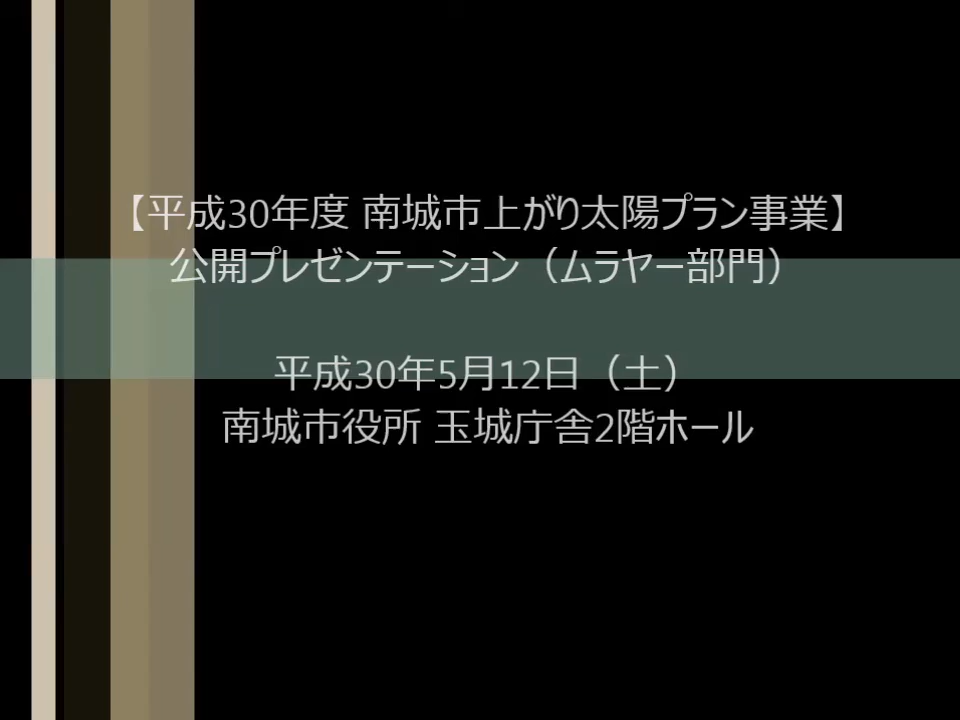 【平成30年度 南城市上がり太陽プラン事業】
公開プレゼンテーション（ムラヤー部門）
平成30年5月12日（土）
南城市役所 玉城庁舎2階ホール